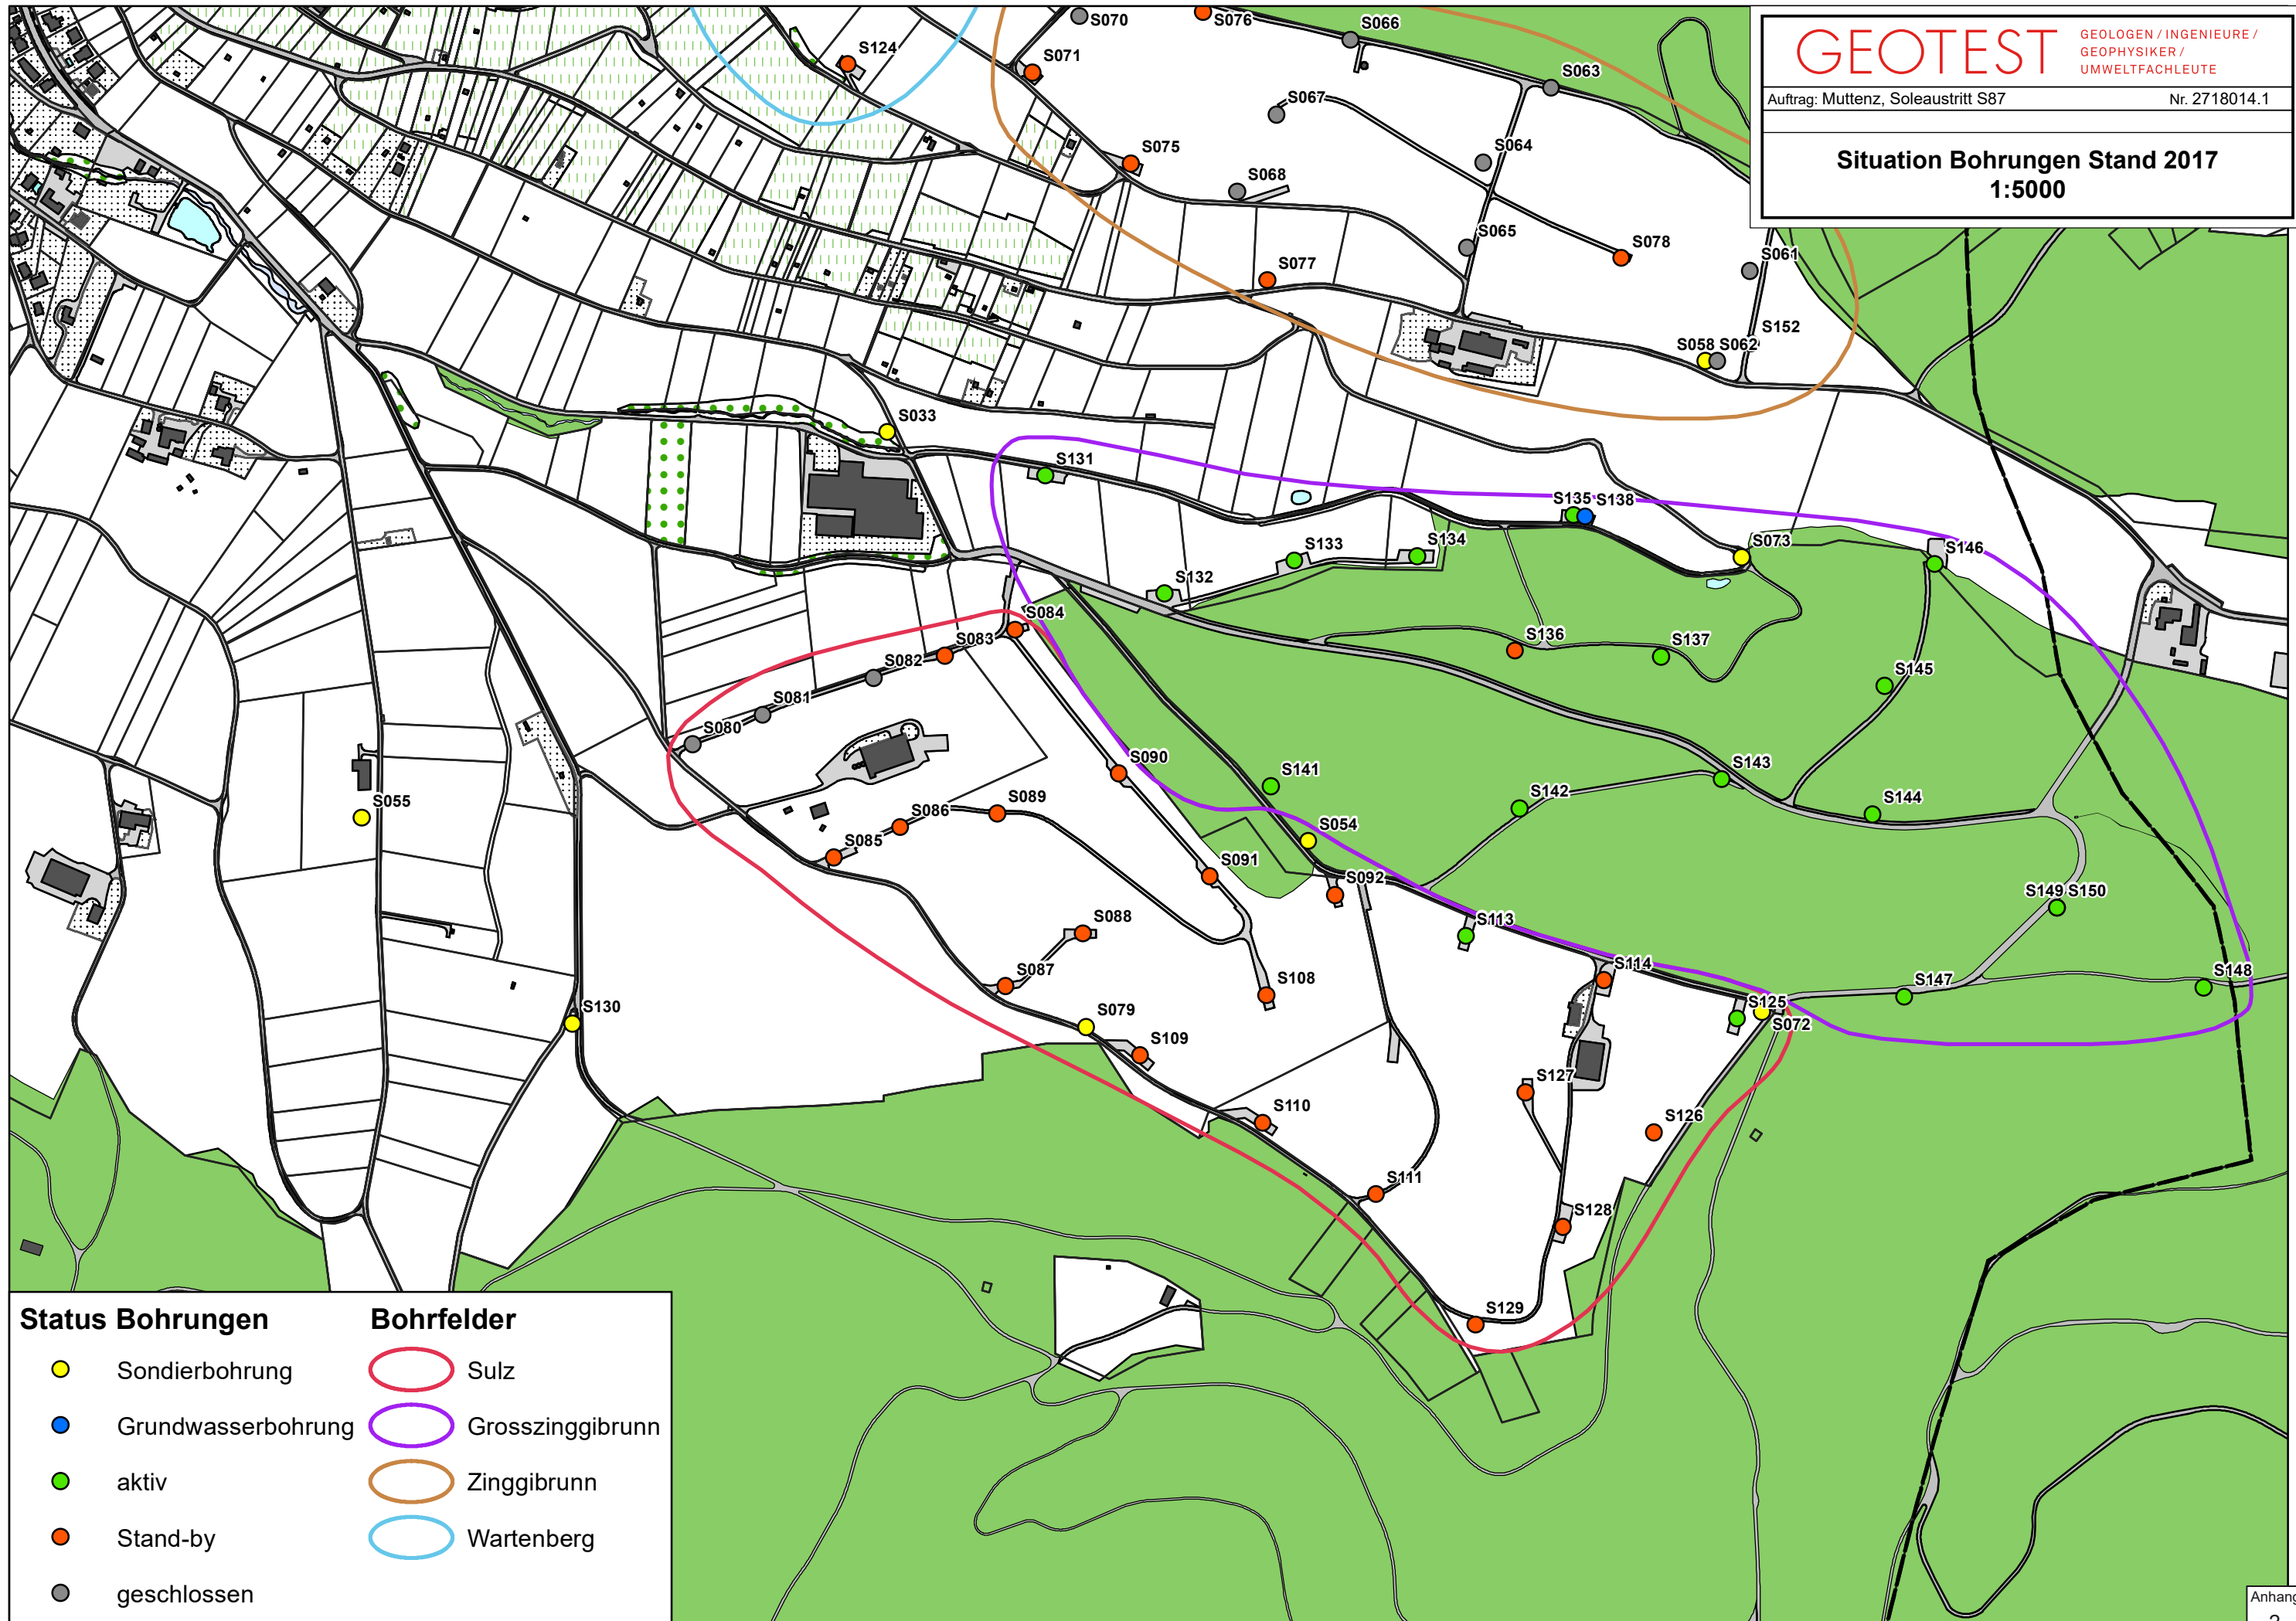 GEOTEST
GEOLOGEN / INGENIEURE /
GEOPHYSIKER /
UMWELTFACHLEUTE
Auftrag: Muttenz, Soleaustritt S87 Nr. 2718014.1
Situation Bohrungen Stand 2017
1:5000
S070
S076
S066
S124
S071
S063
S067
S075
S064
S068
S065
S078
S077
S061
S152
S058
S062
S033
S131
S135
S138
S134
S133
S073
S146
S132
S084
S083
S136
S137
S082
S145
S081
S080
S090
S143
S141
S142
S055
S089
S086
S144
S085
S054
S091
S092
S149
S150
S088
S113
S114
S087
S108
S148
S147
S130
S079
S125
S072
S109
S127
S110
S126
S111
S128
S129
Status Bohrungen
Sondierbohrung
Grundwasserbohrung
aktiv
Stand-by
geschlossen
Bohrfelder
Sulz
Grosszinggibrunn
Zinggibrunn
Wartenberg